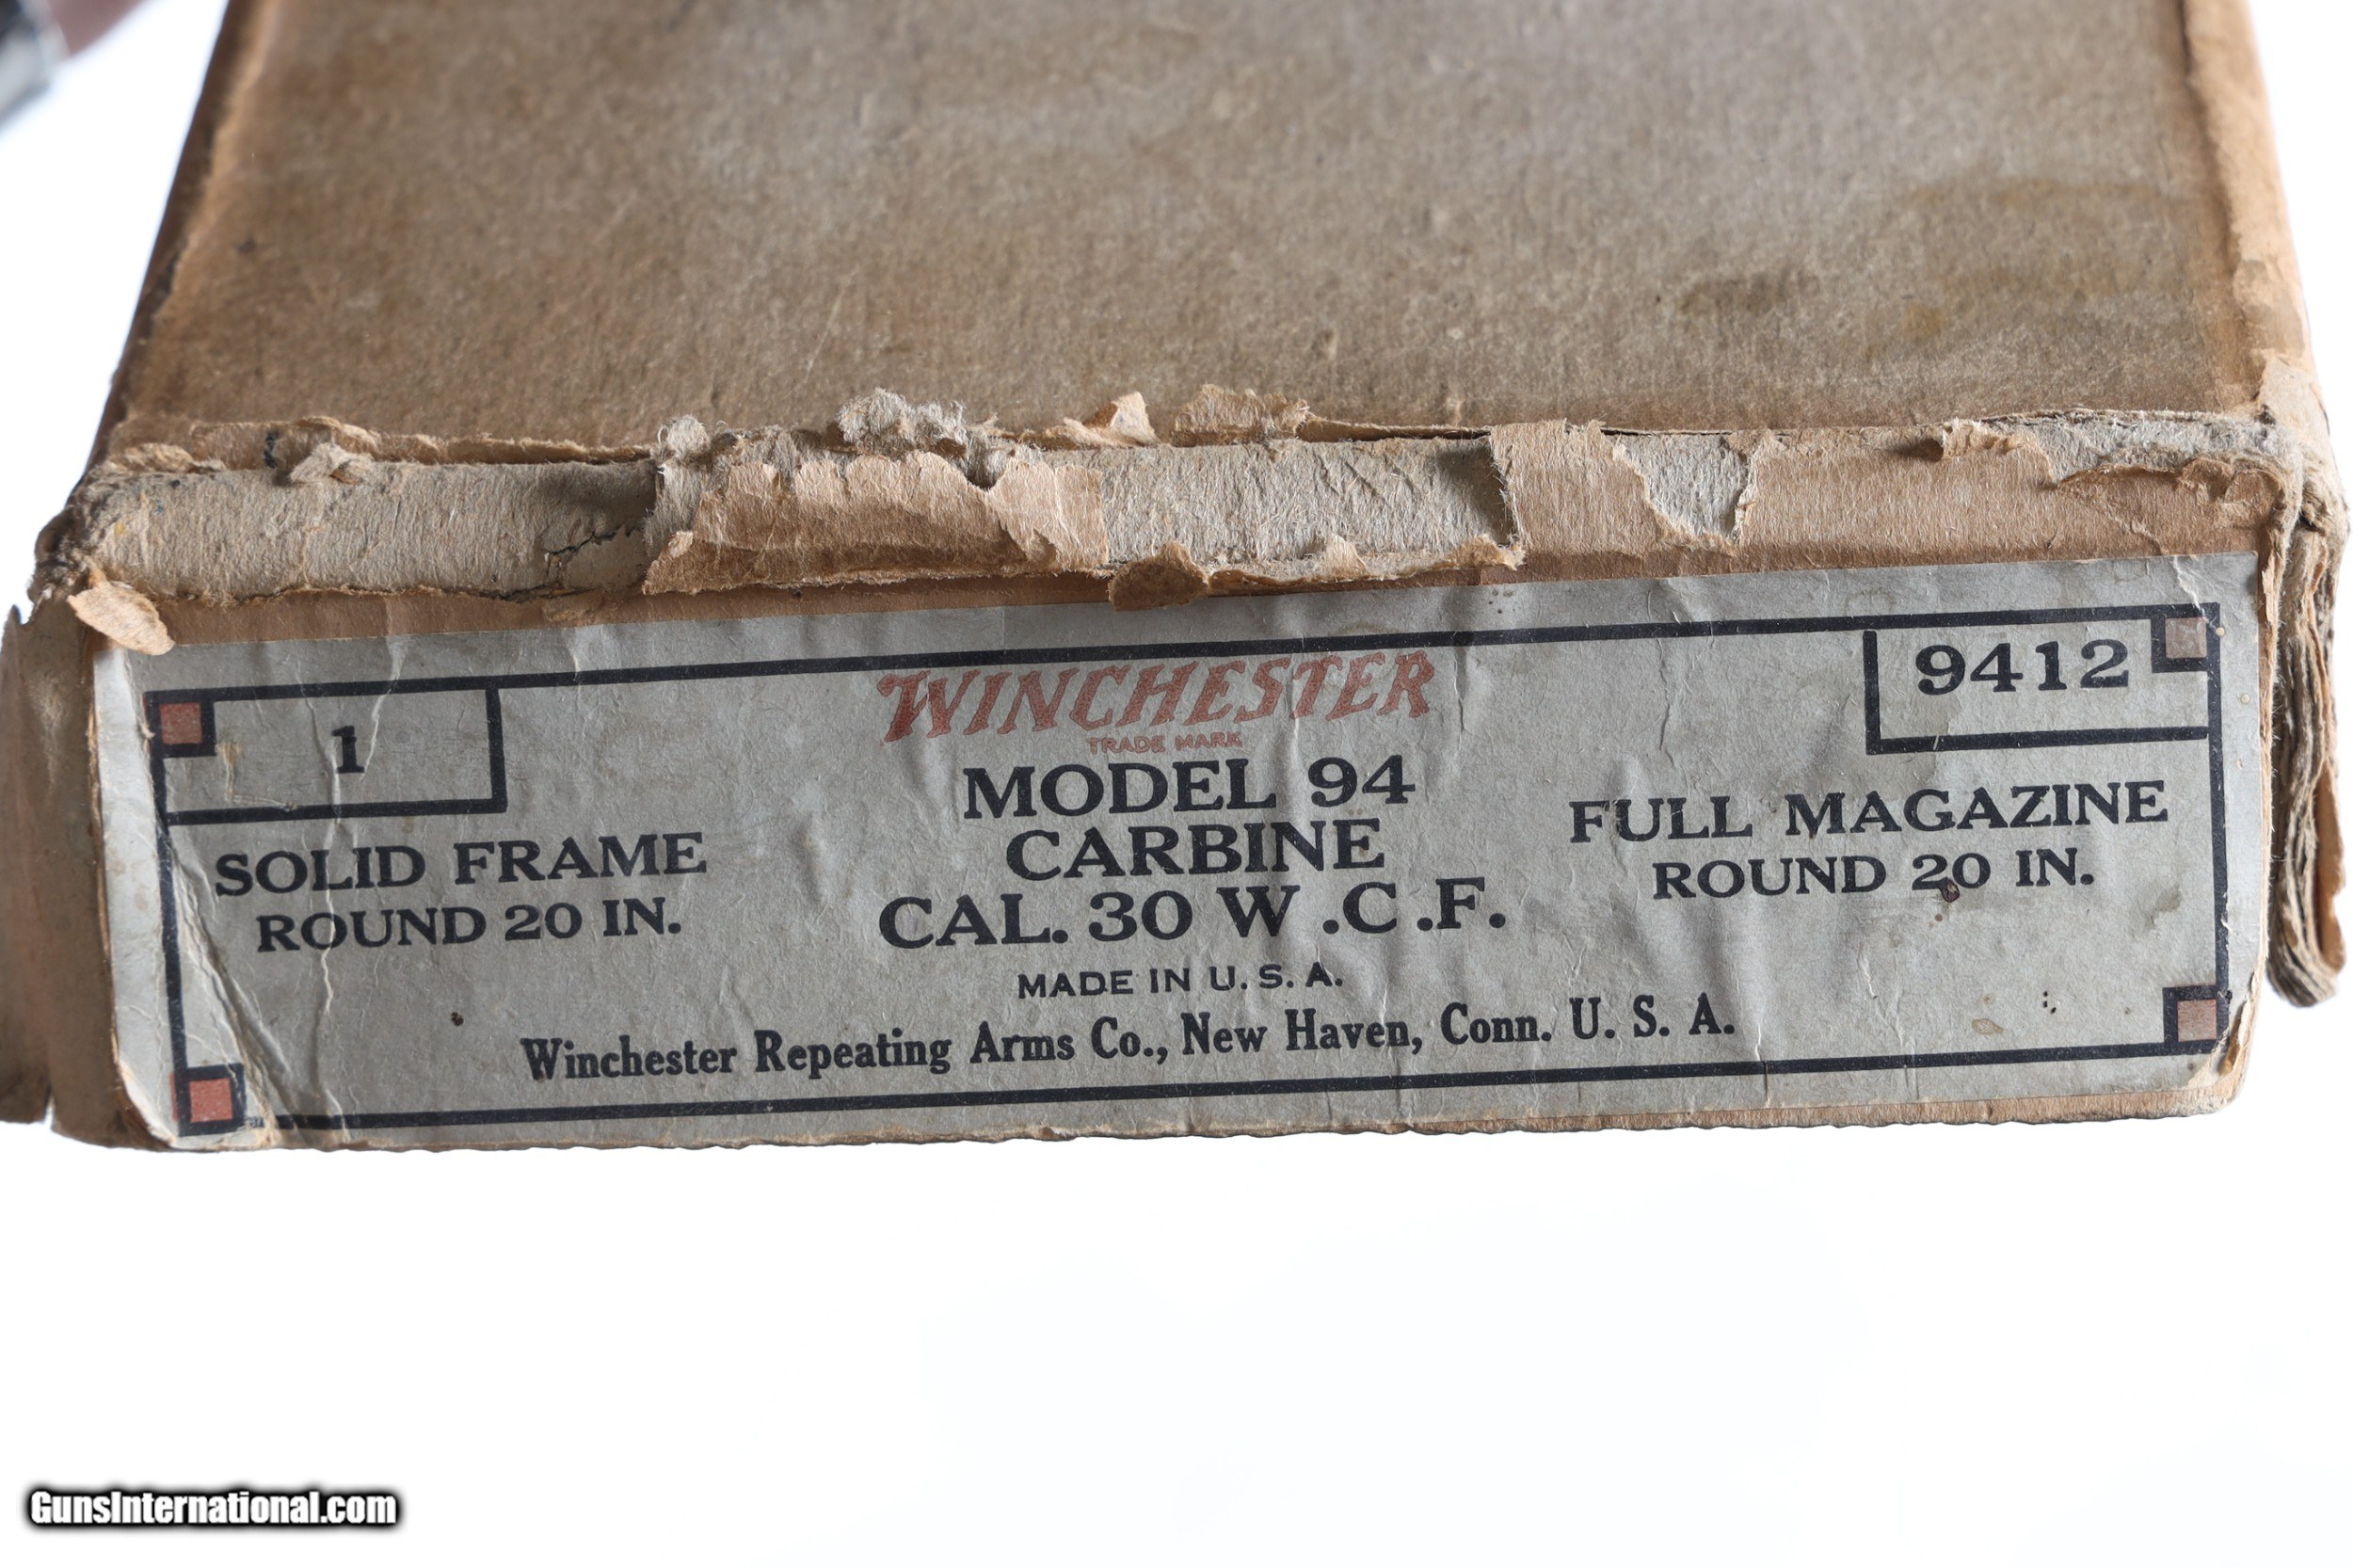 WINCHESTER
TRADE MARK
1
9412
MODEL 94
CARBINE
CAL. 30 W.C.F.
SOLID FRAME
ROUND 20 IN.
FULL MAGAZINE
ROUND 20 IN.
MADE IN U. S. A.
Winchester Repeating Arms Co., New Haven, Conn. U. S. A.
GunsInternational.com